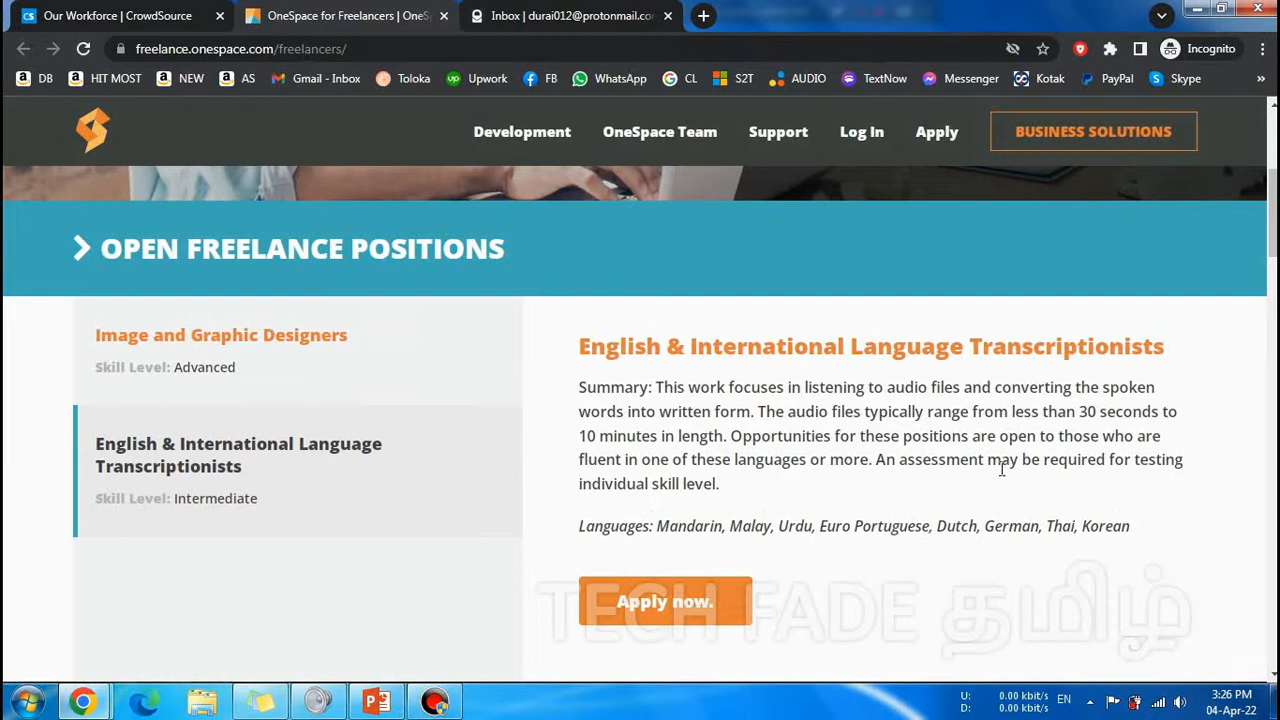 Our Workforce | CrowdSource
OneSpace for Freelancers | OneS
Inbox | durai012@protonmail.co
freelance.onespace.com/freelancers/
Incognito
DB
HIT MOST
NEW
AS
Gmail - Inbox
Toloka
Upwork
FB
WhatsApp
CL
S2T
AUDIO
TextNow
Messenger
Kotak
PayPal
Skype
»
Development
OneSpace Team
Support
Log In
Apply
BUSINESS SOLUTIONS
OPEN FREELANCE POSITIONS
Image and Graphic Designers
Skill Level: Advanced
English & International Language
Transcriptionists
Skill Level: Intermediate
English & International Language Transcriptionists
Summary: This work focuses in listening to audio files and converting the spoken
words into written form. The audio files typically range from less than 30 seconds to
10 minutes in length. Opportunities for these positions are open to those who are
fluent in one of these languages or more. An assessment may be required for testing
individual skill level.
Languages: Mandarin, Malay, Urdu, Euro Portuguese, Dutch, German, Thai, Korean
Apply now.
TECH FADE தமிழ்
U: 0.00 kbit/s
D: 0.00 kbit/s
EN
3:26 PM
04-Apr-22